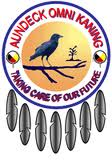 AUNDECK OMNI KANING
TAKING CARE OF OUR FUTURE